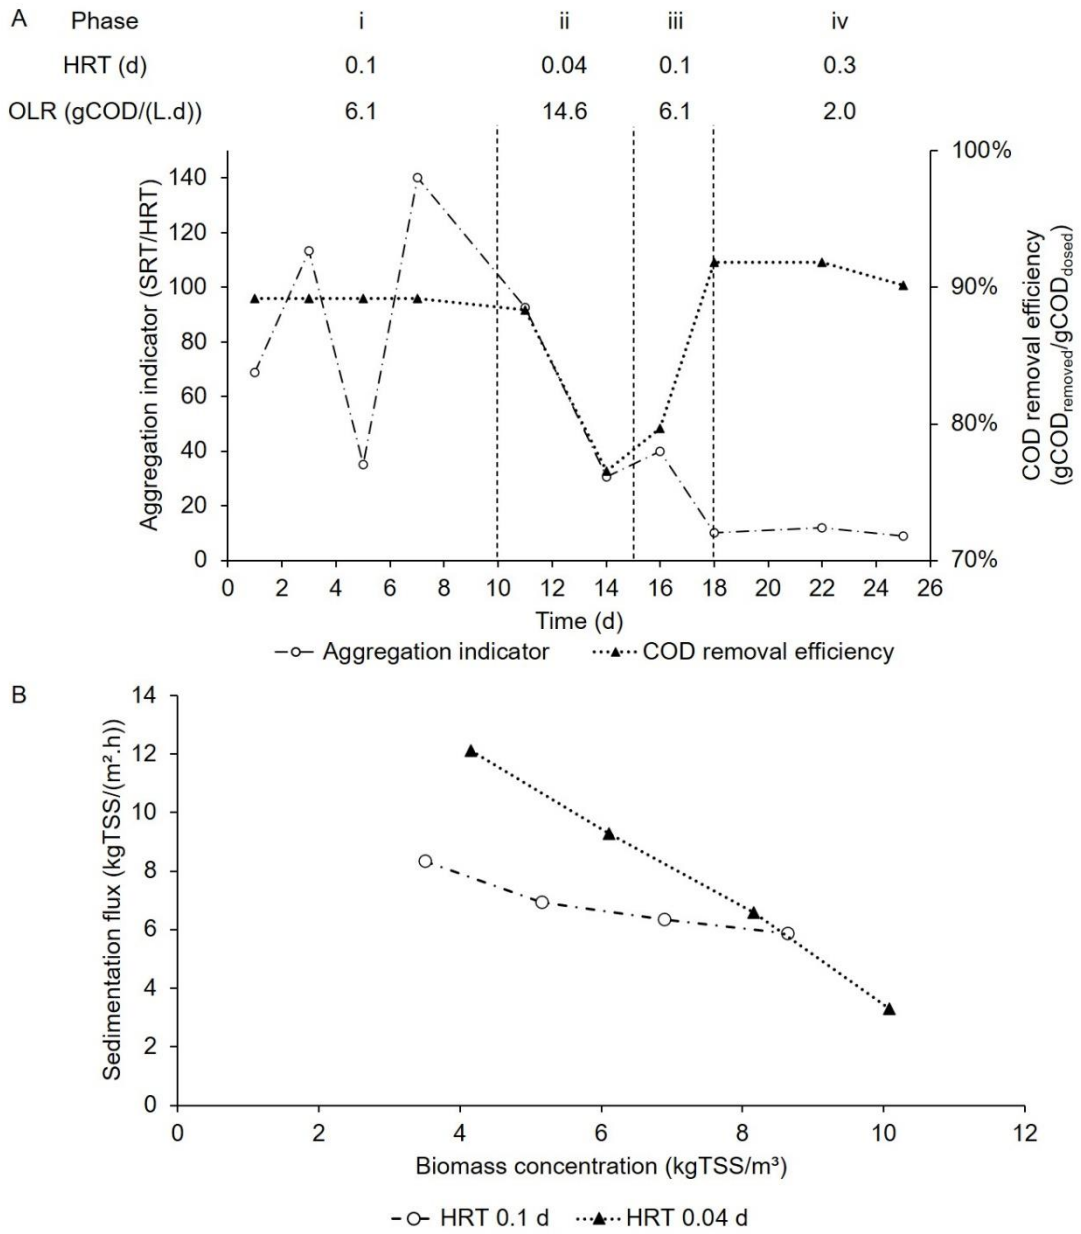 A Phase i ii iii iv
HRT (d) 0.1 0.04 0.1 0.3
OLR (gCOD/(L.d)) 6.1 14.6 6.1 2.0
Aggregation indicator (SRT/HRT)
140
120
100
80
60
40
20
0
100%
90%
80%
70%
COD removal efficiency
(gCODremoved/gCODdosed)
0 2 4 6 8 10 12 14 16 18 20 22 24 26
Time (d)
Aggregation indicator COD removal efficiency
B
Sedimentation flux (kgTSS/(m².h))
14
12
10
8
6
4
2
0
0 2 4 6 8 10 12
Biomass concentration (kgTSS/m³)
HRT 0.1 d HRT 0.04 d